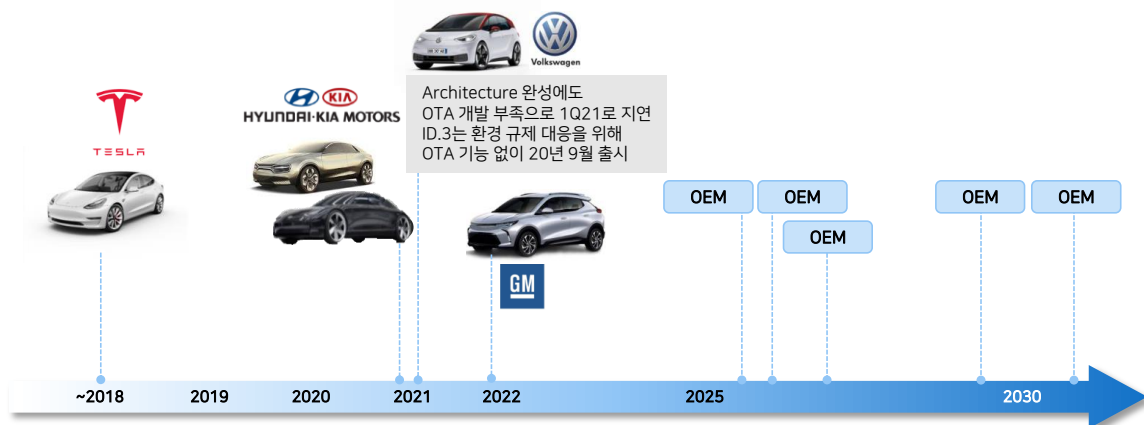 Volkswagen
Architecture 완성에도
OTA 개발 부족으로 1Q21로 지연
ID.3는 환경 규제 대응을 위해
OTA 기능 없이 20년 9월 출시
TESLA
KIA
HYUNDAI·KIA MOTORS
GM
OEM
OEM
OEM
OEM
OEM
~2018
2019
2020
2021
2022
2025
2030